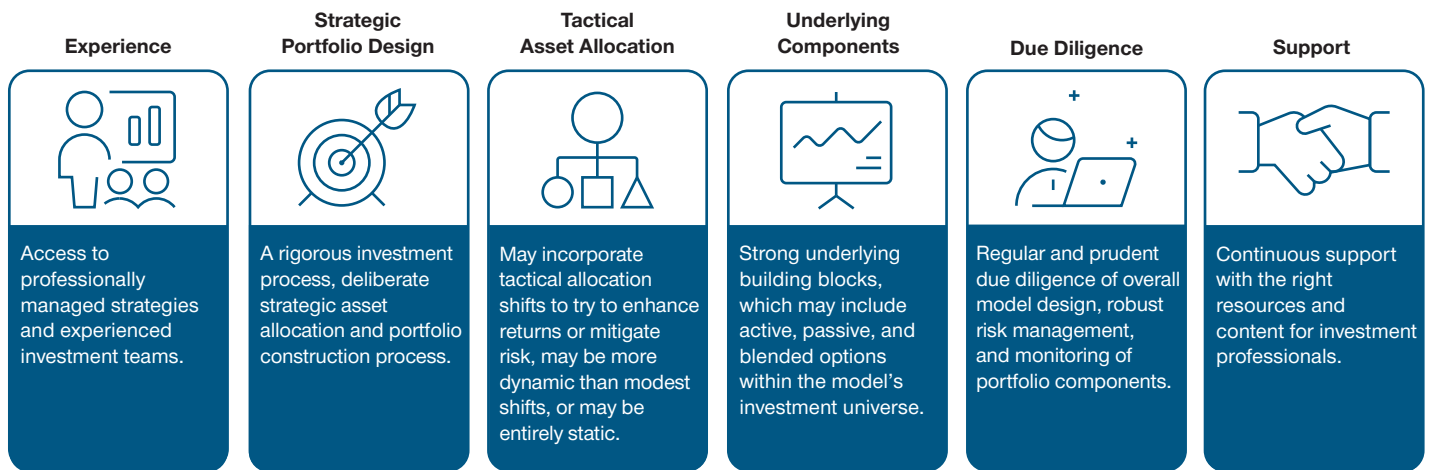 Experience
Access to
professionally
managed strategies
and experienced
investment teams.
Strategic
Portfolio Design
A rigorous investment
process, deliberate
strategic asset
allocation and portfolio
construction process.
Tactical
Asset Allocation
May incorporate
tactical allocation
shifts to try to enhance
returns or mitigate
risk, may be more
dynamic than modest
shifts, or may be
entirely static.
Underlying
Components
Strong underlying
building blocks,
which may include
active, passive, and
blended options
within the model’s
investment universe.
Due Diligence
Regular and prudent
due diligence of overall
model design, robust
risk management,
and monitoring of
portfolio components.
Support
Continuous support
with the right
resources and
content for investment
professionals.